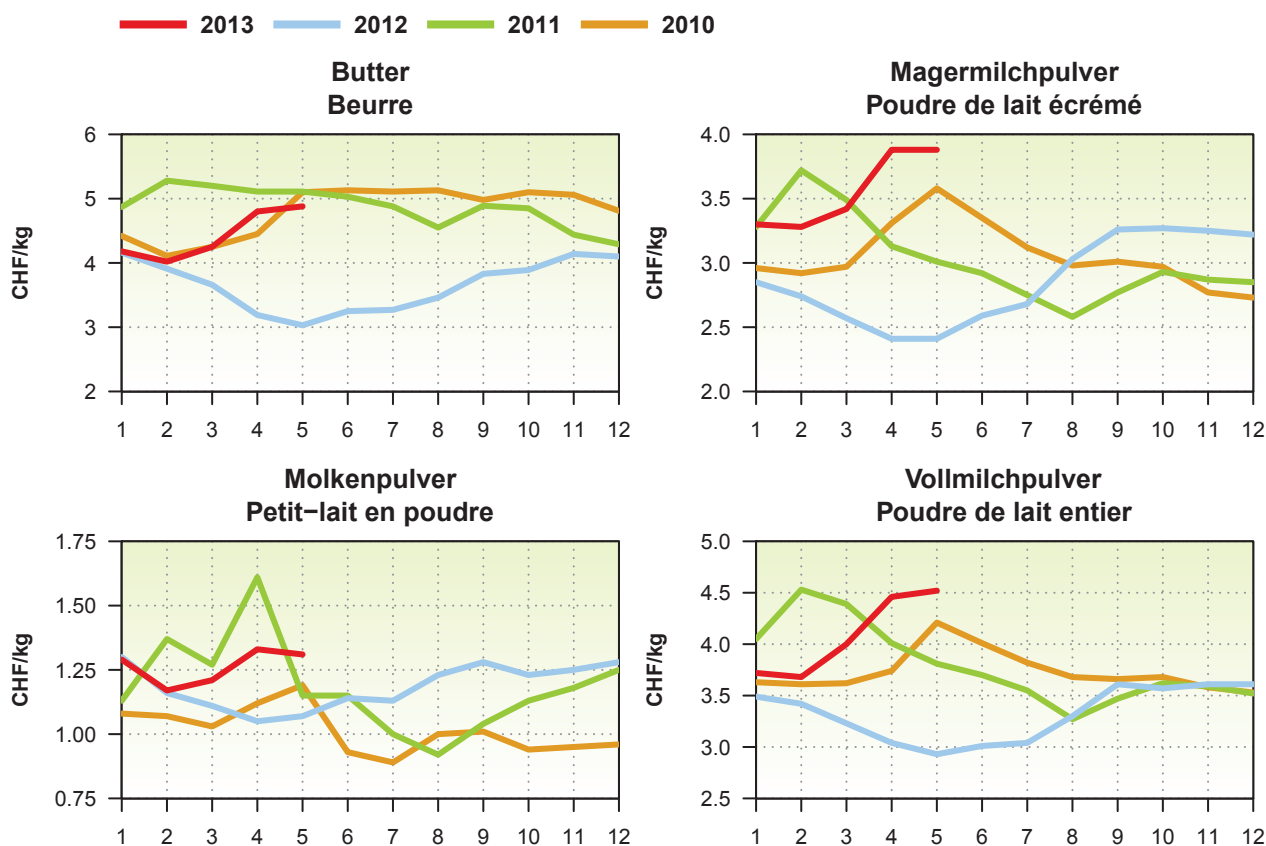 2013 2012 2011 2010
Butter
Beurre
CHF/kg
6
5
4
3
2
1 2 3 4 5 6 7 8 9 10 11 12
Magermilchpulver
Poudre de lait écrémé
CHF/kg
4.0
3.5
3.0
2.5
2.0
1 2 3 4 5 6 7 8 9 10 11 12
Molkenpulver
Petit−lait en poudre
CHF/kg
1.75
1.50
1.25
1.00
0.75
1 2 3 4 5 6 7 8 9 10 11 12
Vollmilchpulver
Poudre de lait entier
CHF/kg
5.0
4.5
4.0
3.5
3.0
2.5
1 2 3 4 5 6 7 8 9 10 11 12